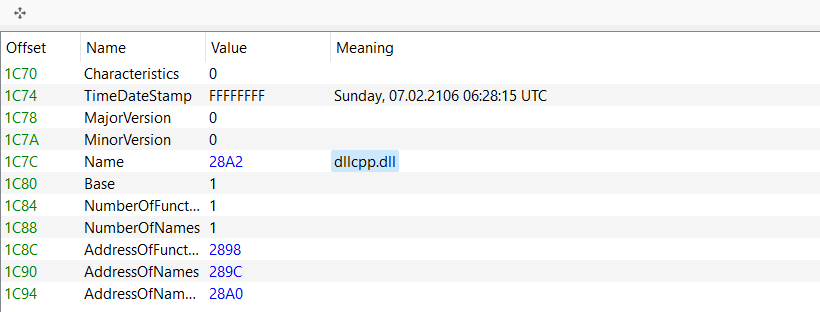 Offset Name Value Meaning
1C70 Characteristics 0
1C74 TimeDateStamp FFFFFFFF Sunday, 07.02.2106 06:28:15 UTC
1C78 MajorVersion 0
1C7A MinorVersion 0
1C7C Name 28A2 dllcpp.dll
1C80 Base 1
1C84 NumberOfFunct... 1
1C88 NumberOfNames 1
1C8C AddressOfFunct... 2898
1C90 AddressOfNames 289C
1C94 AddressOfNam... 28A0